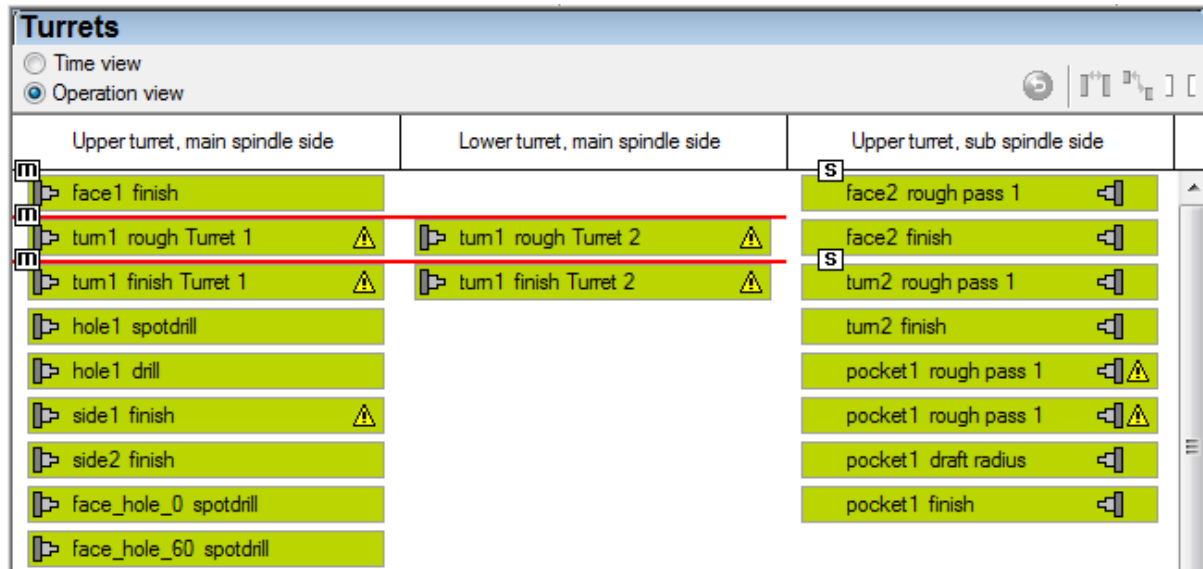 Turrets
Time view
Operation view
Upper turret, main spindle side
Lower turret, main spindle side
Upper turret, sub spindle side
m
face1 finish
S
face2 rough pass 1
m
turn1 rough Turret 1
turn1 rough Turret 2
face2 finish
m
turn1 finish Turret 1
turn1 finish Turret 2
S
turn2 rough pass 1
hole1 spotdrill
turn2 finish
hole1 drill
pocket1 rough pass 1
side1 finish
pocket1 rough pass 1
side2 finish
pocket1 draft radius
face_hole_0 spotdrill
pocket1 finish
face_hole_60 spotdrill